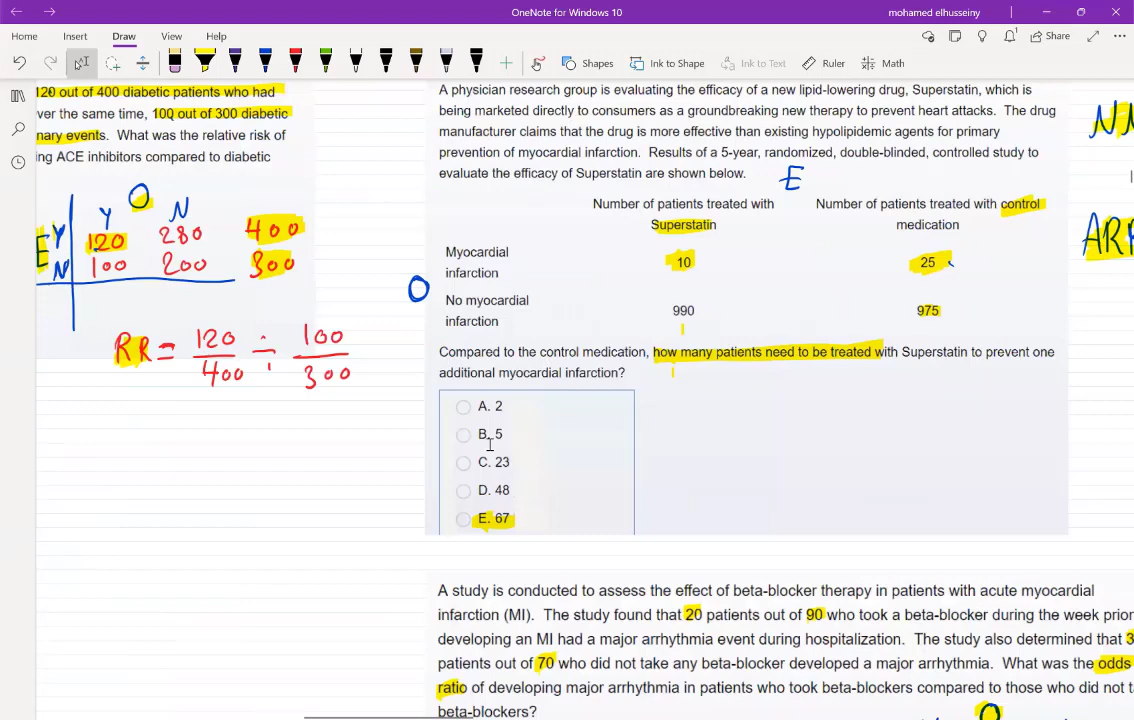 OneNote for Windows 10
mohamed elhusseiny
Home Insert Draw View Help
Share
Shapes Ink to Shape Ink to Text Ruler Math
120 out of 400 diabetic patients who had
ver the same time, 100 out of 300 diabetic
nary events. What was the relative risk of
ing ACE inhibitors compared to diabetic
O
Y N
E Y 120 280 400
N 100 200 300
RR = 120/400 ÷ 100/300
A physician research group is evaluating the efficacy of a new lipid-lowering drug, Superstatin, which is
being marketed directly to consumers as a groundbreaking new therapy to prevent heart attacks. The drug
manufacturer claims that the drug is more effective than existing hypolipidemic agents for primary
prevention of myocardial infarction. Results of a 5-year, randomized, double-blinded, controlled study to
evaluate the efficacy of Superstatin are shown below.
E
Number of patients treated with Number of patients treated with control
Superstatin medication
Myocardial
infarction 10 25
O
No myocardial
infarction 990 975
Compared to the control medication, how many patients need to be treated with Superstatin to prevent one
additional myocardial infarction?
A. 2
B. 5
C. 23
D. 48
E. 67
ARR
A study is conducted to assess the effect of beta-blocker therapy in patients with acute myocardial
infarction (MI). The study found that 20 patients out of 90 who took a beta-blocker during the week prior
developing an MI had a major arrhythmia event during hospitalization. The study also determined that 3
patients out of 70 who did not take any beta-blocker developed a major arrhythmia. What was the odds
ratio of developing major arrhythmia in patients who took beta-blockers compared to those who did not t
beta-blockers?